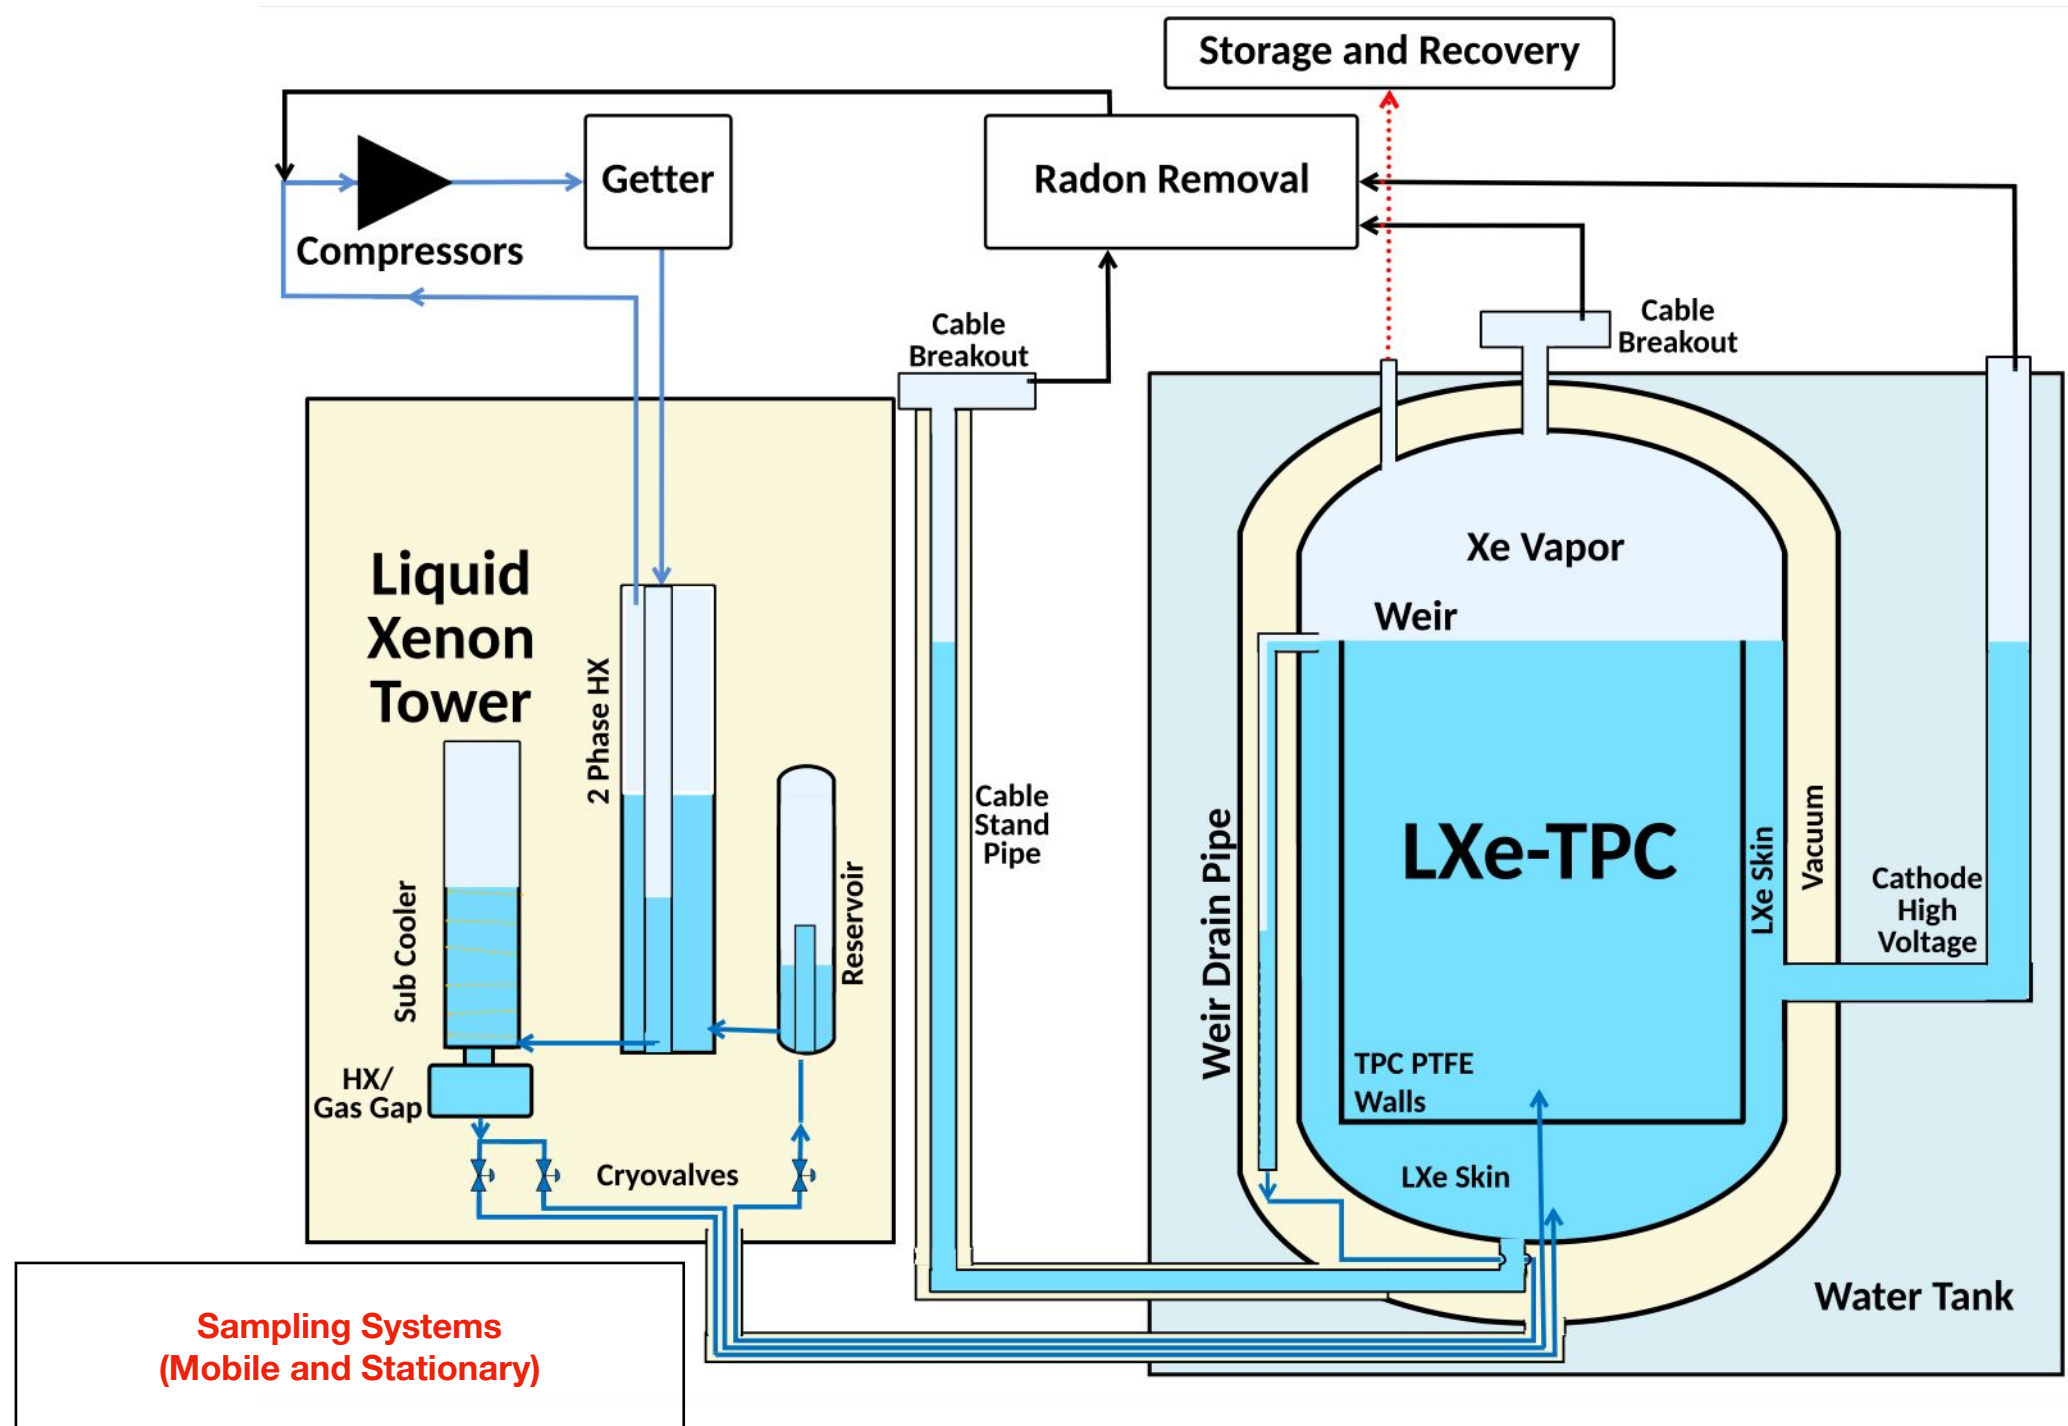 Storage and Recovery
Getter
Radon Removal
Compressors
Cable
Breakout
Cable
Breakout
Liquid
Xenon
Tower
2 Phase HX
Sub Cooler
Reservoir
HX/
Gas Gap
Cryovalves
Cable
Stand
Pipe
Xe Vapor
Weir
Weir Drain Pipe
LXe-TPC
LXe Skin
Vacuum
Cathode
High
Voltage
TPC PTFE
Walls
LXe Skin
Water Tank
Sampling Systems
(Mobile and Stationary)